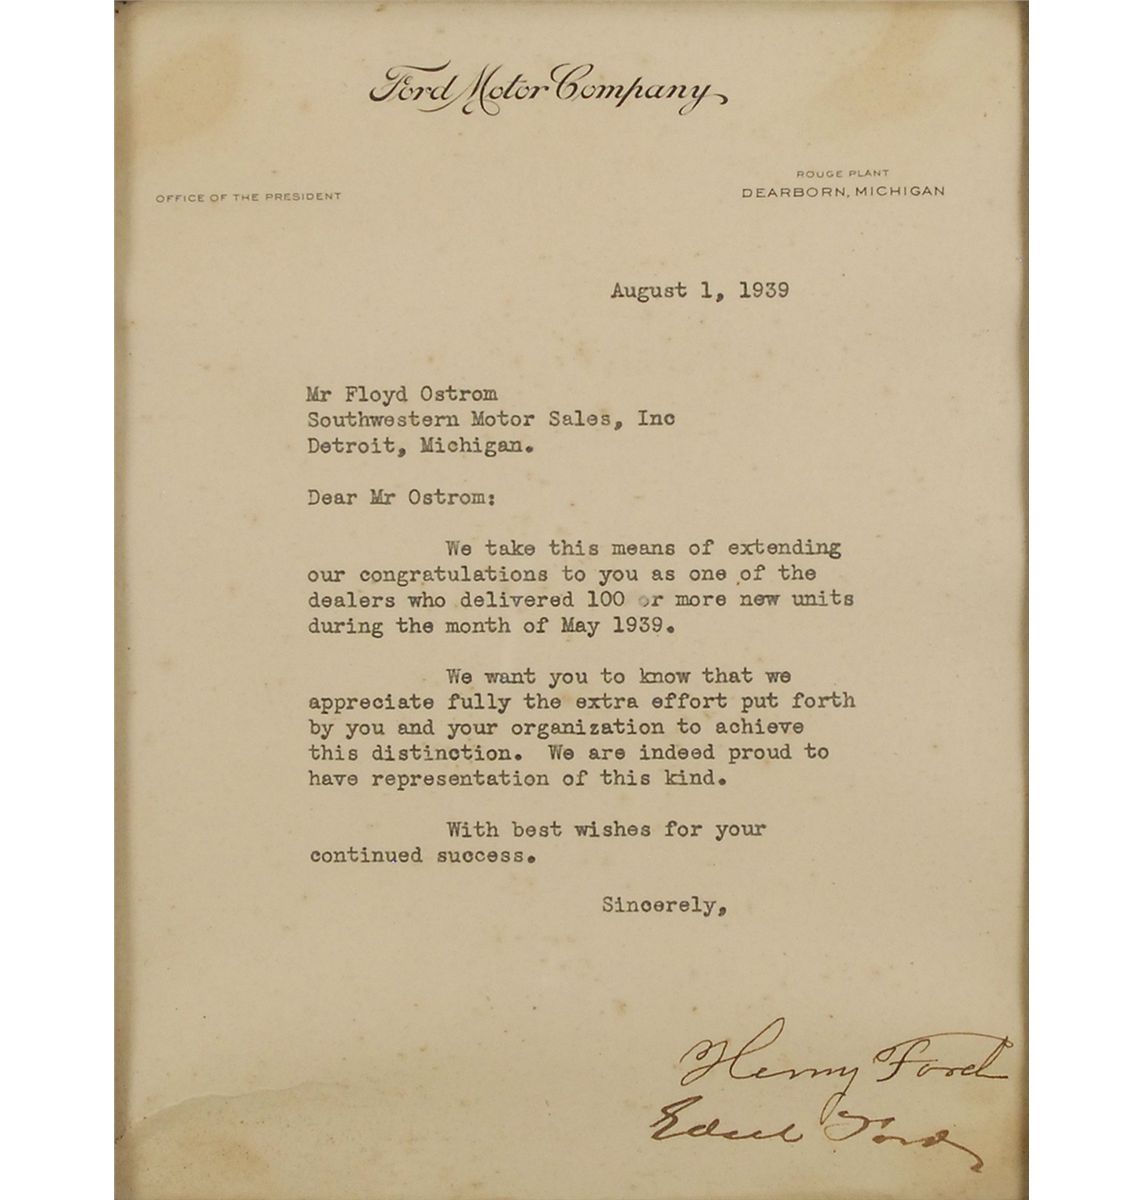 Ford Motor Company
OFFICE OF THE PRESIDENT
ROUGE PLANT
DEARBORN, MICHIGAN
August 1, 1939
Mr Floyd Ostrom
Southwestern Motor Sales, Inc
Detroit, Michigan.
Dear Mr Ostrom:
We take this means of extending
our congratulations to you as one of the
dealers who delivered 100 or more new units
during the month of May 1939.
We want you to know that we
appreciate fully the extra effort put forth
by you and your organization to achieve
this distinction. We are indeed proud to
have representation of this kind.
With best wishes for your
continued success.
Sincerely,
Henry Ford
Edsel Ford